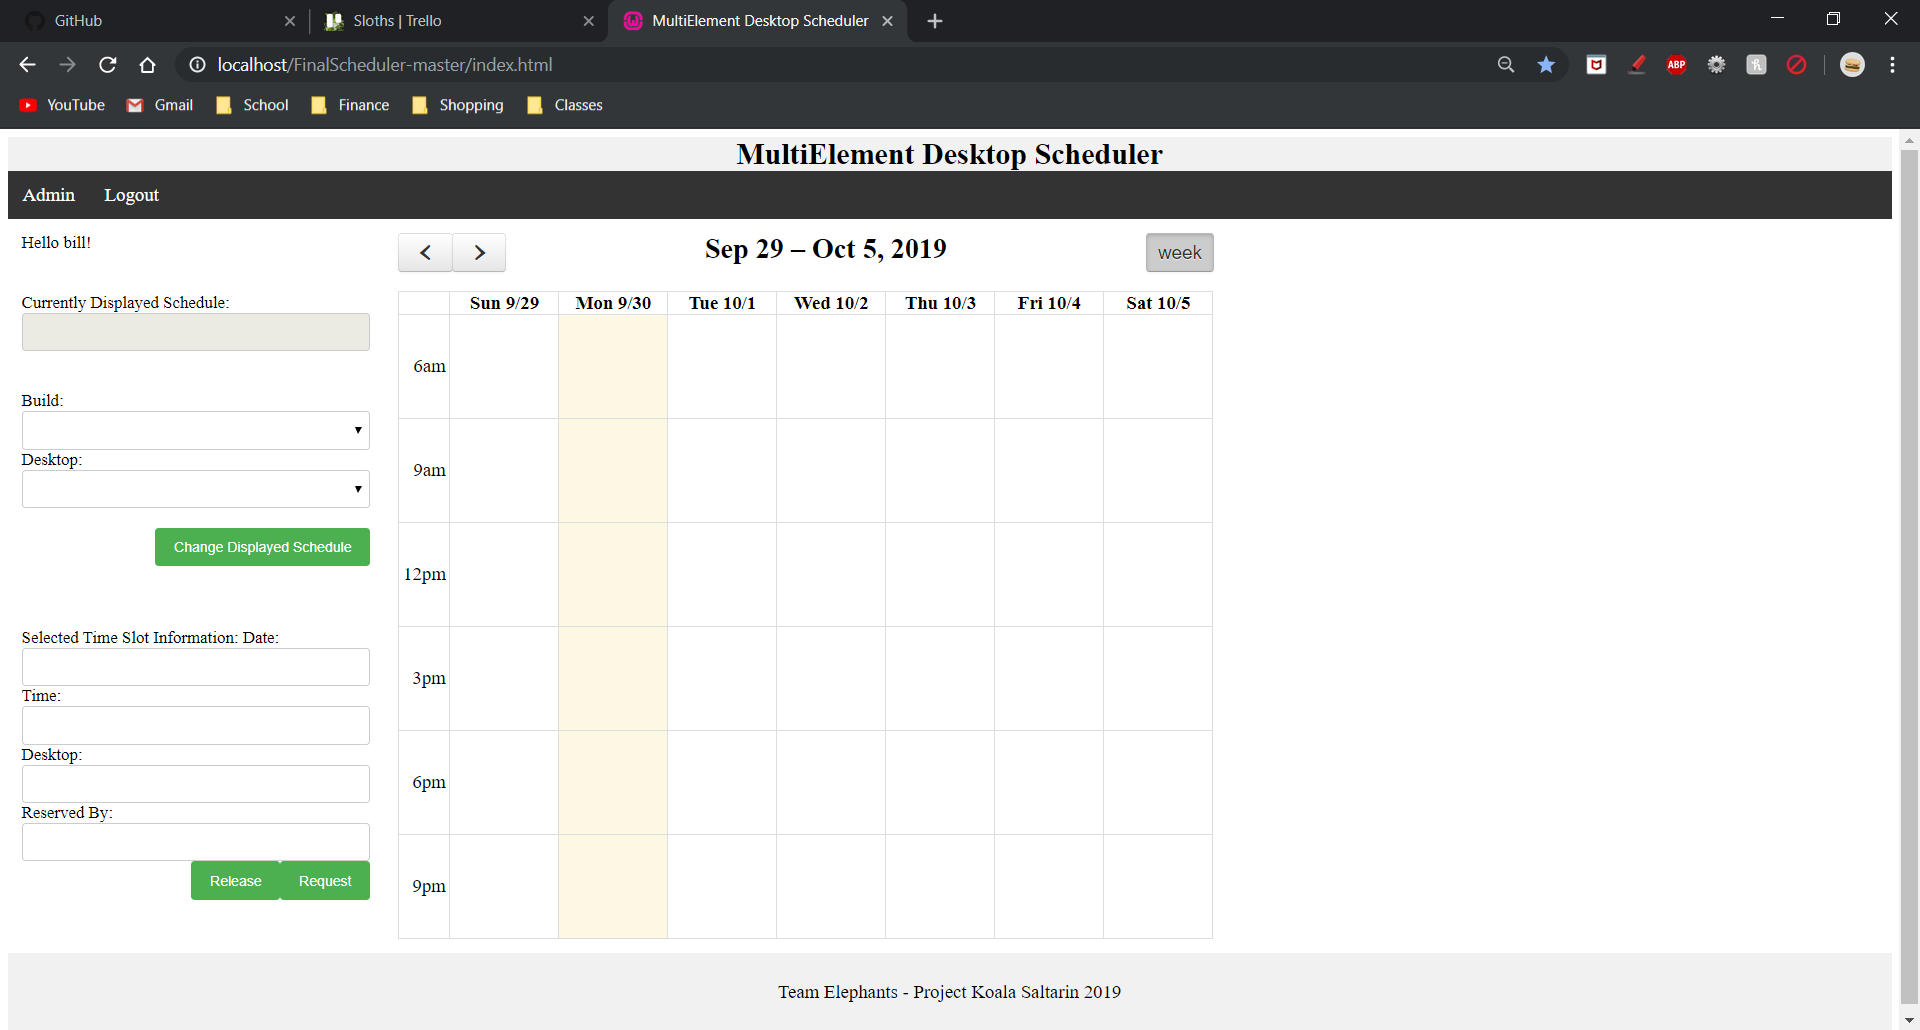 GitHub
Sloths | Trello
MultiElement Desktop Scheduler
localhost/FinalScheduler-master/index.html
ABP
YouTube
Gmail
School
Finance
Shopping
Classes
MultiElement Desktop Scheduler
Admin Logout
Hello bill!
Currently Displayed Schedule:
Build:
Desktop:
Change Displayed Schedule
Selected Time Slot Information: Date:
Time:
Desktop:
Reserved By:
Release Request
Sep 29 – Oct 5, 2019
week
Sun 9/29 Mon 9/30 Tue 10/1 Wed 10/2 Thu 10/3 Fri 10/4 Sat 10/5
6am
9am
12pm
3pm
6pm
9pm
Team Elephants - Project Koala Saltarin 2019